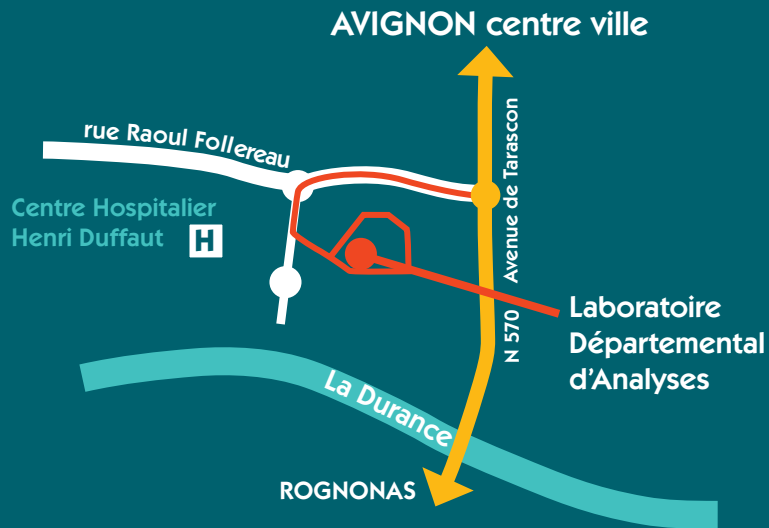 AVIGNON centre ville
rue Raoul Follereau
Centre Hospitalier
Henri Duffaut H
N 570 Avenue de Tarascon
Laboratoire
Départemental
d'Analyses
La Durance
ROGNONAS